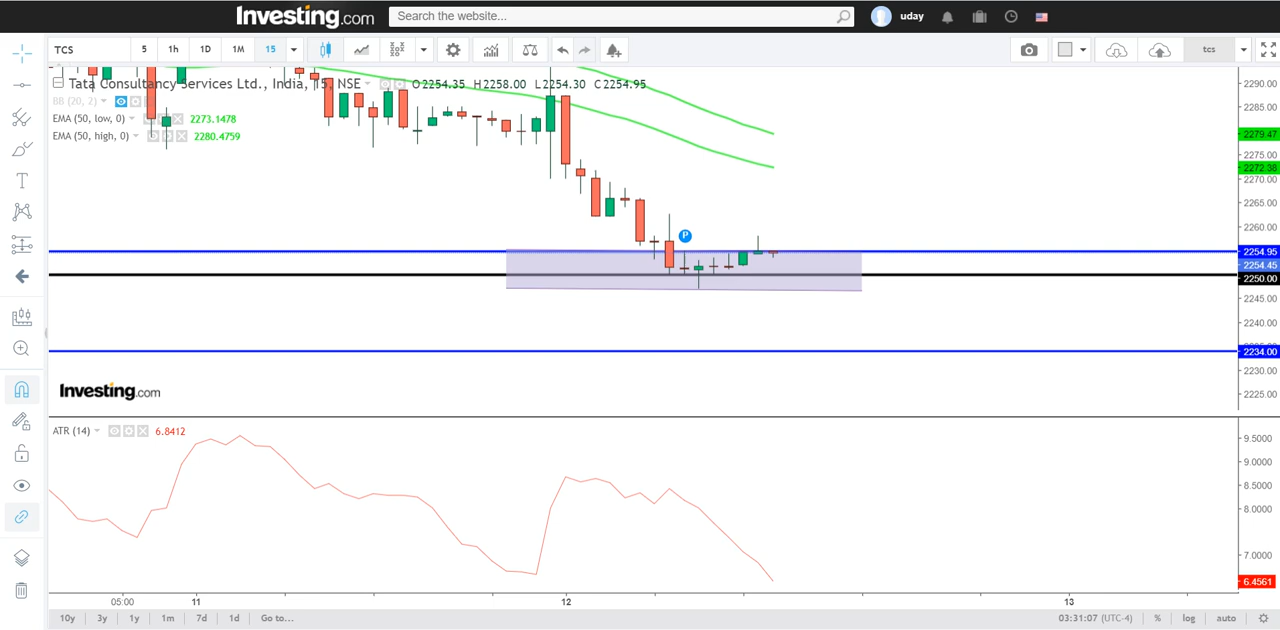 Investing.com
Search the website...
uday
TCS 5 1h 1D 1M 15
tcs
Tata Consultancy Services Ltd., India, 15, NSE O2254.35 H2258.00 L2254.30 C2254.95
BB (20, 2)
EMA (50, low, 0) 2273.1478
EMA (50, high, 0) 2280.4759
2290.00
2285.00
2279.47
2275.00
2272.38
2270.00
2265.00
2260.00
P
2254.95
2254.45
2250.00
2245.00
2240.00
2234.00
2230.00
2225.00
Investing.com
ATR (14) 6.8412
9.5000
9.0000
8.5000
8.0000
7.0000
6.4561
05:00 11 12 13
10y 3y 1y 1m 7d 1d Go to... 03:31:07 (UTC-4) % log auto